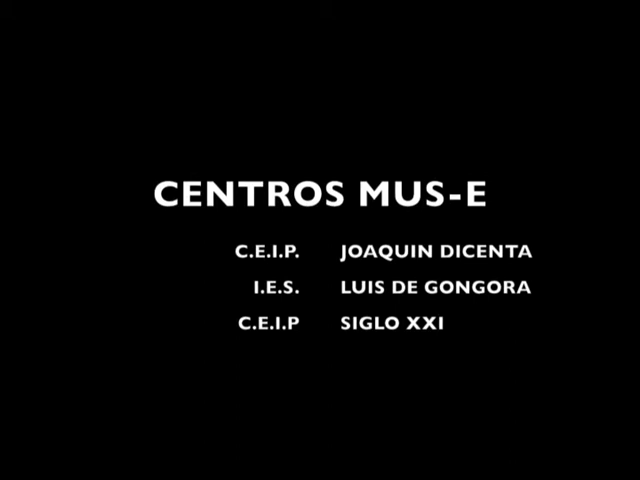 CENTROS MUS-E
C.E.I.P. JOAQUIN DICENTA
I.E.S. LUIS DE GONGORA
C.E.I.P SIGLO XXI